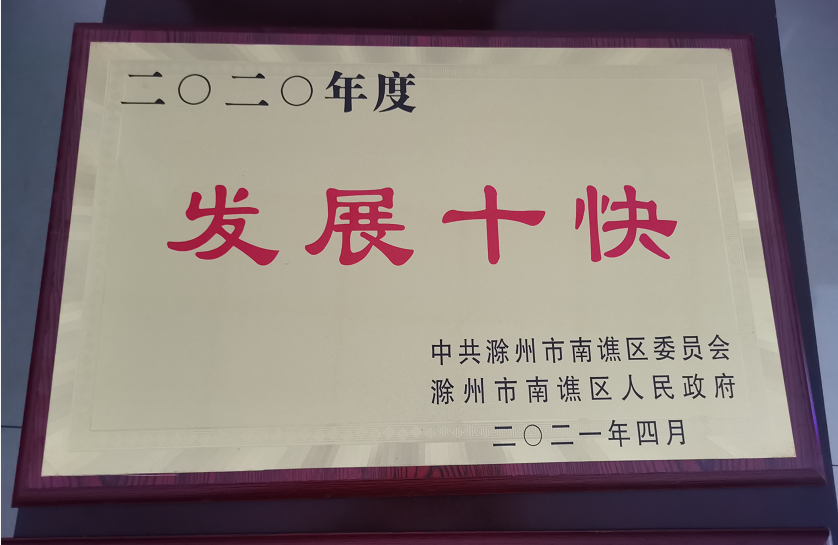 二〇二〇年度
发展十快
中共滁州市南谯区委员会
滁州市南谯区人民政府
二〇二一年四月